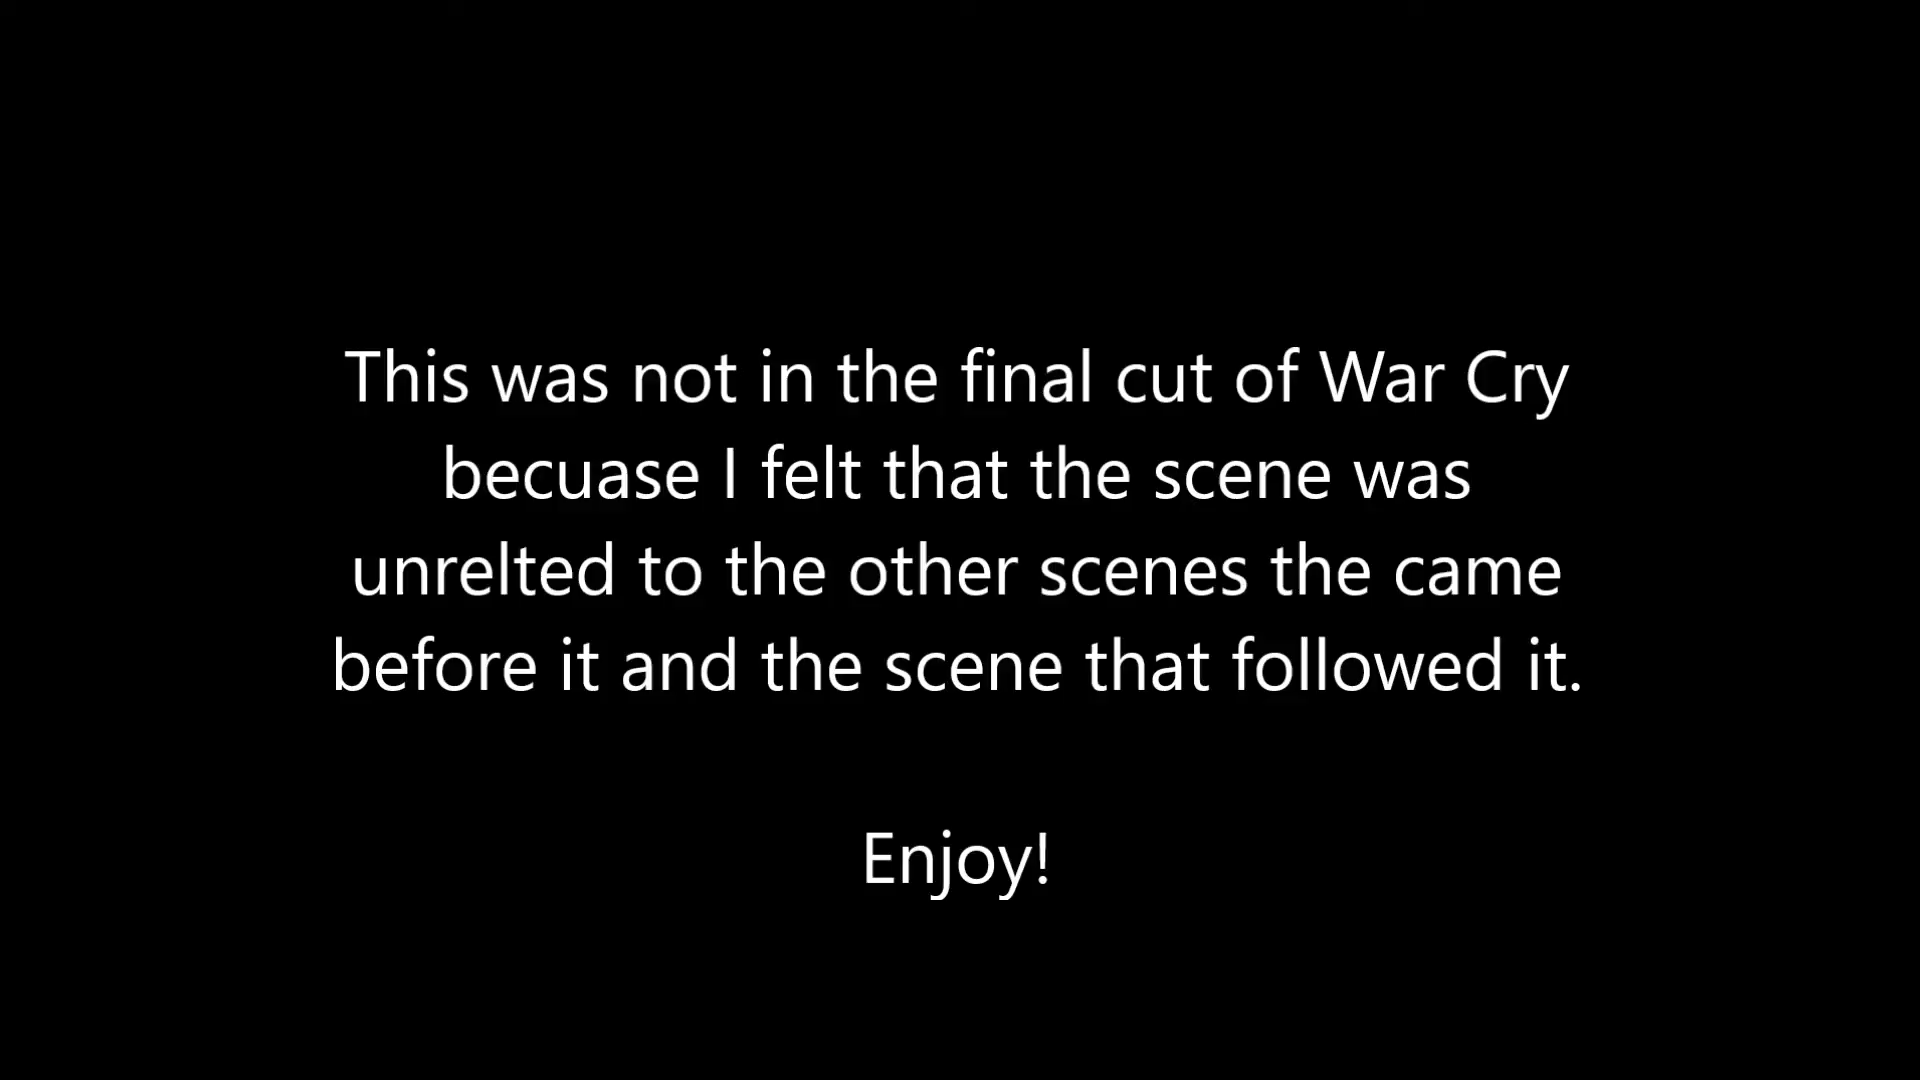 This was not in the final cut of War Cry
becuase I felt that the scene was
unrelted to the other scenes the came
before it and the scene that followed it.
Enjoy!